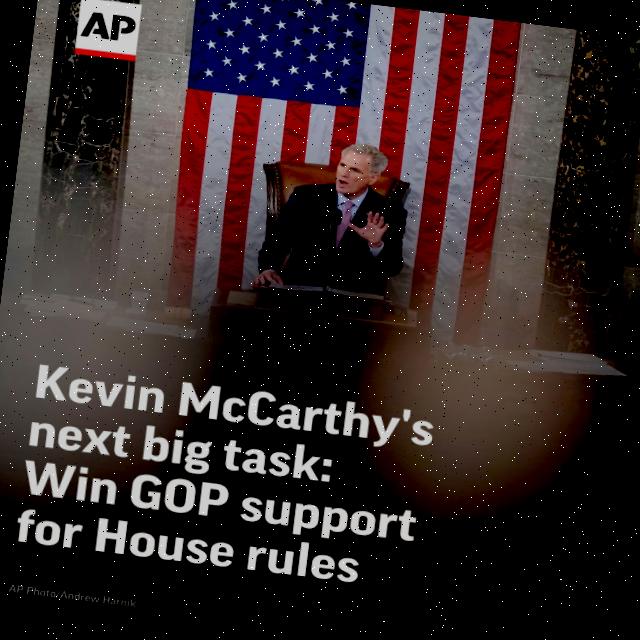 AP
Kevin McCarthy's
next big task:
Win GOP support
for House rules
AP Photo/Andrew Harnik